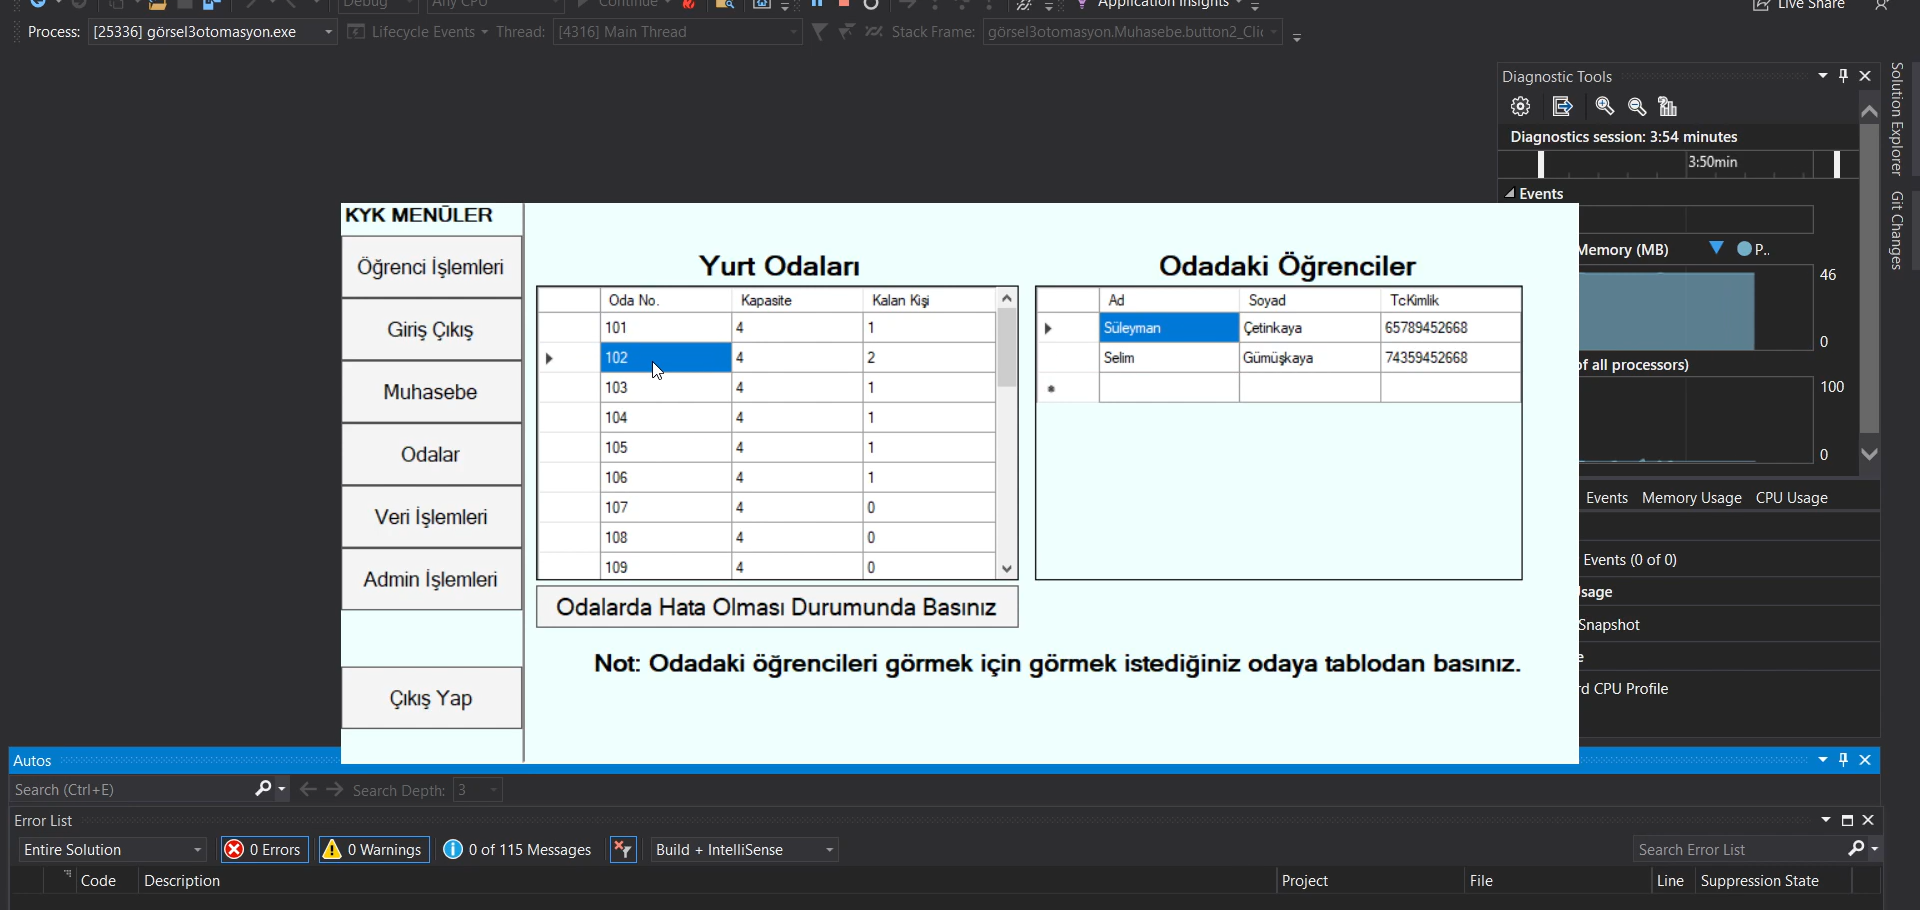 Debug Any CPU Continue Application Insights Live Share
Process: [25336] görsel3otomasyon.exe Lifecycle Events Thread: [4316] Main Thread Stack Frame: görsel3otomasyon.Muhasebe.button2_Clic
Diagnostic Tools
Diagnostics session: 3:54 minutes
3:50min
Events
Memory (MB) P..
46
0
of all processors)
100
0
Events Memory Usage CPU Usage
Events (0 of 0)
sage
Snapshot
e
rd CPU Profile
Solution Explorer
Git Changes
KYK MENÜLER
Öğrenci İşlemleri
Giriş Çıkış
Muhasebe
Odalar
Veri İşlemleri
Admin İşlemleri
Çıkış Yap
Yurt Odaları
Oda No. Kapasite Kalan Kişi
101 4 1
102 4 2
103 4 1
104 4 1
105 4 1
106 4 1
107 4 0
108 4 0
109 4 0
Odalarda Hata Olması Durumunda Basınız
Odadaki Öğrenciler
Ad Soyad TcKimlik
Süleyman Çetinkaya 65789452668
Selim Gümüşkaya 74359452668
Not: Odadaki öğrencileri görmek için görmek istediğiniz odaya tablodan basınız.
Autos
Search (Ctrl+E) Search Depth: 3
Error List
Entire Solution 0 Errors 0 Warnings 0 of 115 Messages Build + IntelliSense Search Error List
Code Description Project File Line Suppression State